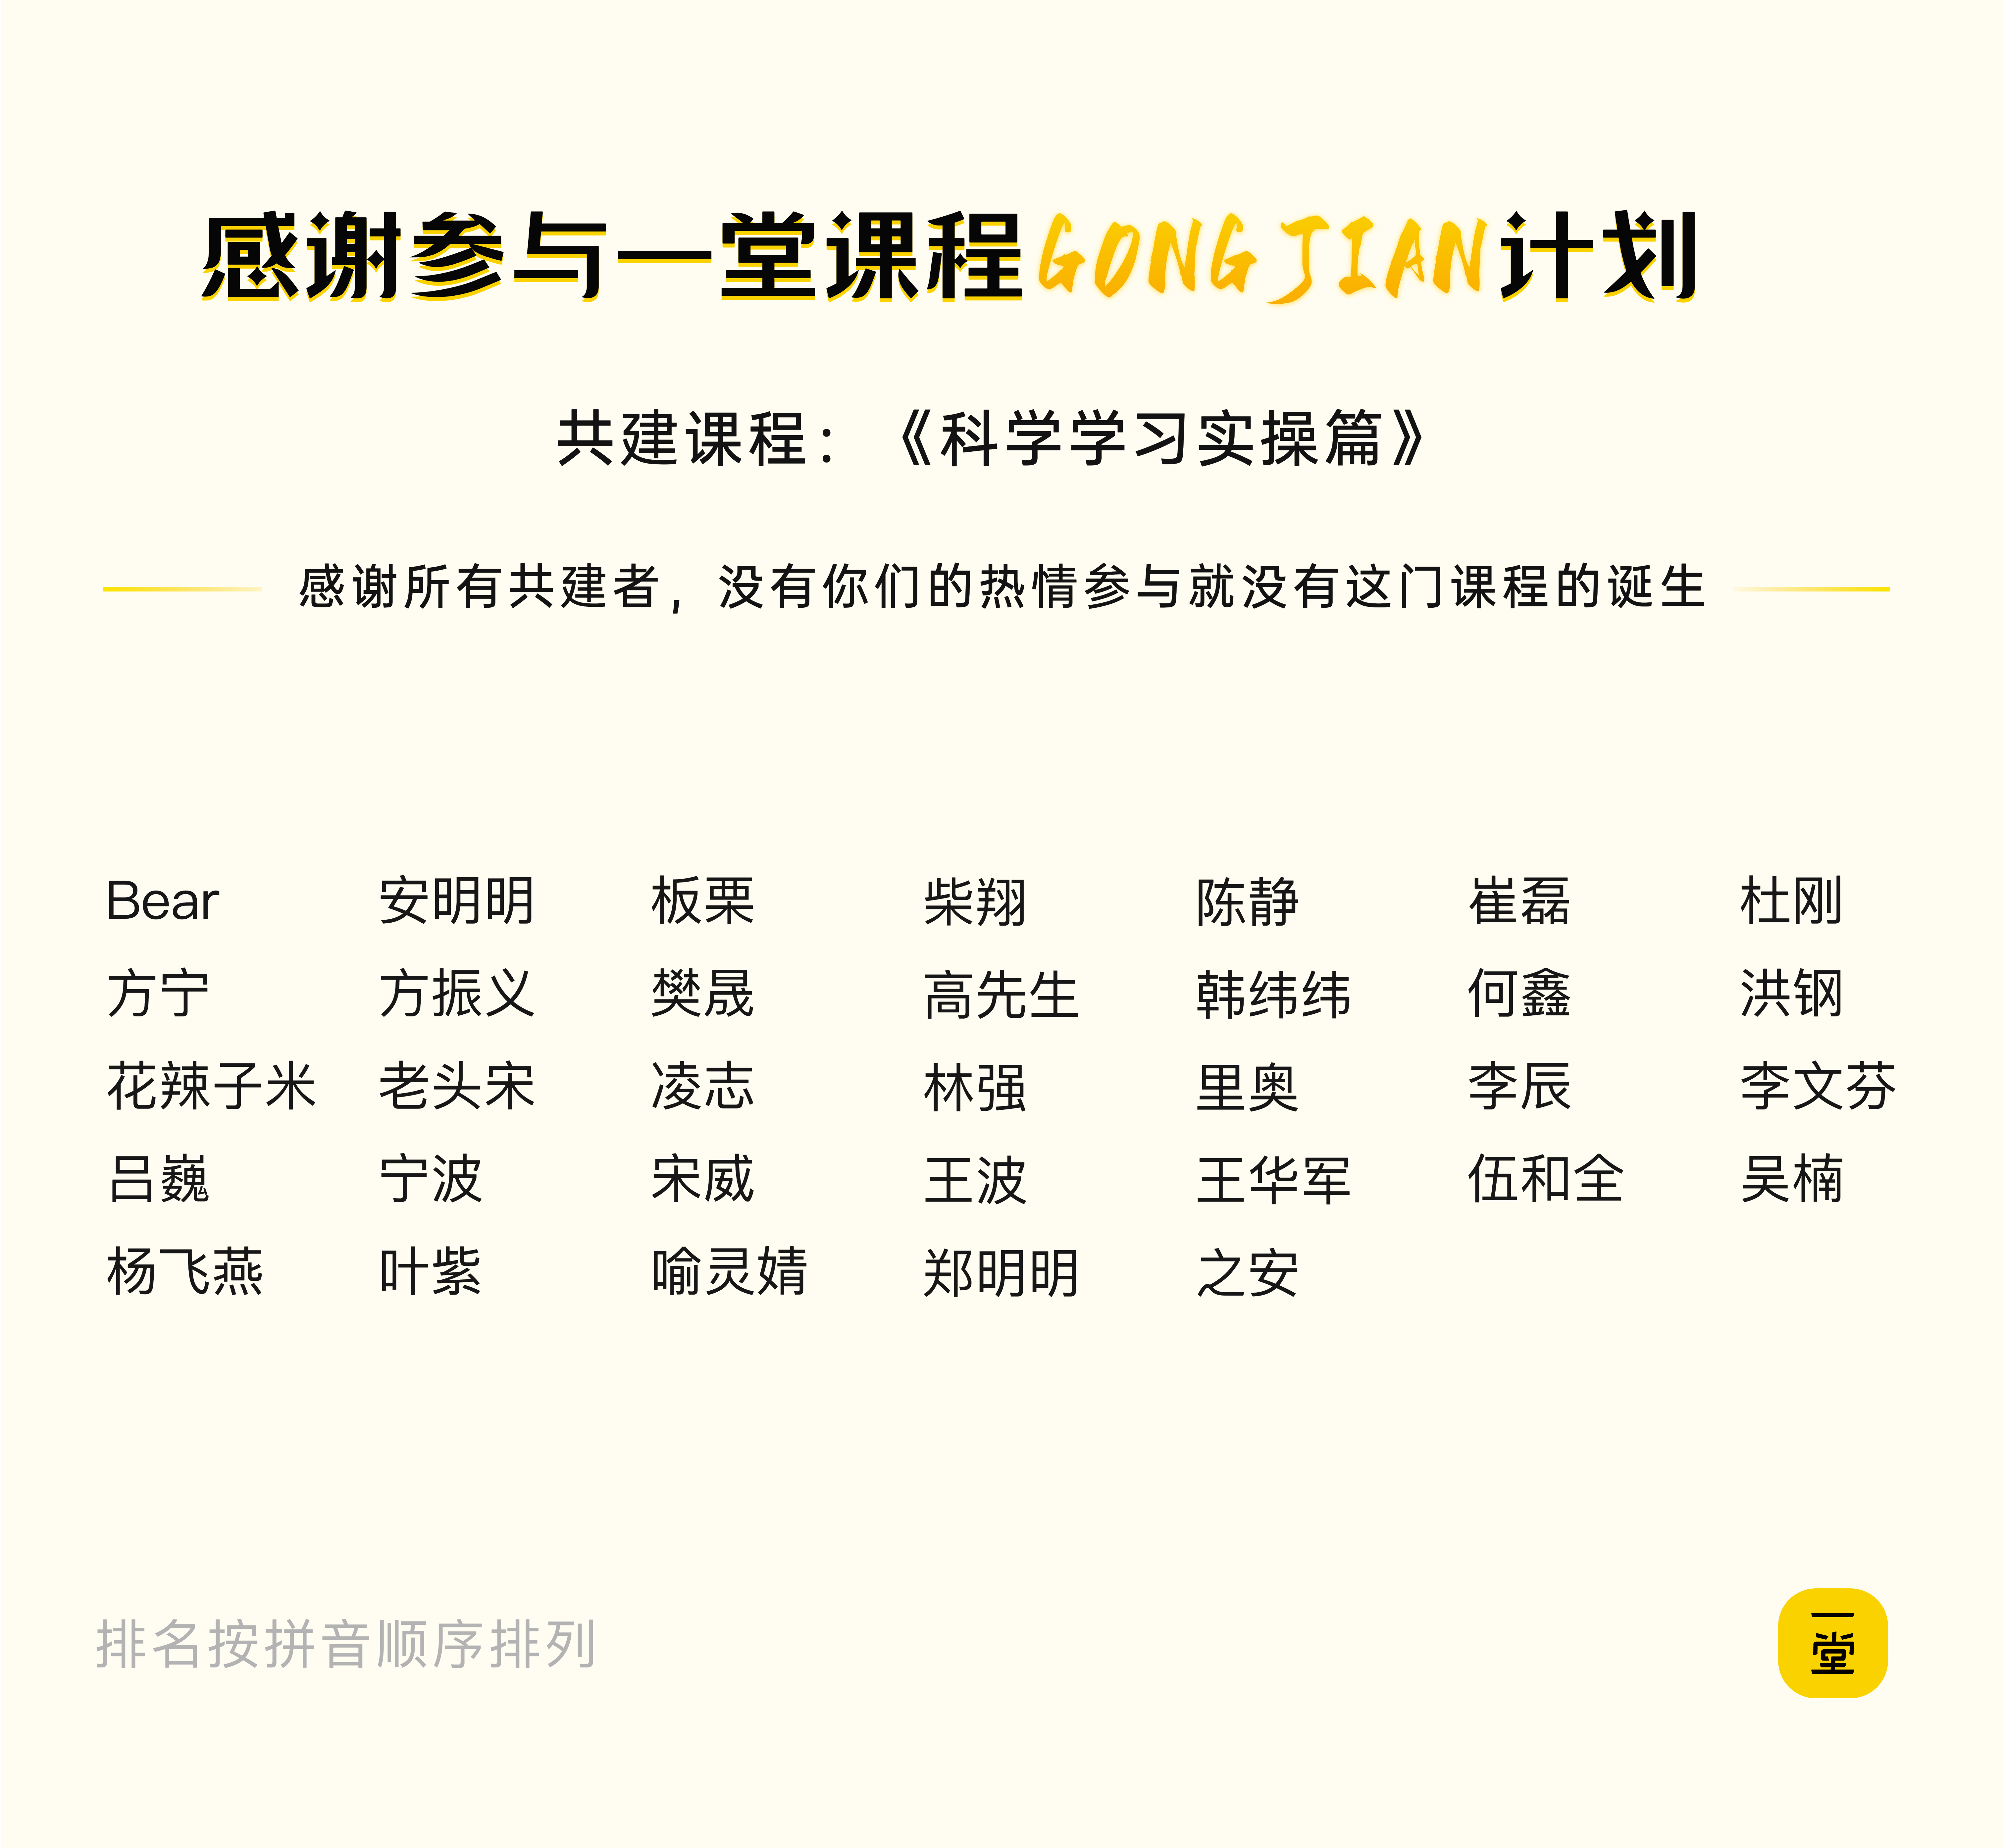 感谢参与一堂课程GONGJIAN计划
共建课程：《科学学习实操篇》
感谢所有共建者，没有你们的热情参与就没有这门课程的诞生
Bear 安明明 板栗 柴翔 陈静 崔磊 杜刚
方宁 方振义 樊晟 高先生 韩纬纬 何鑫 洪钢
花辣子米 老头宋 凌志 林强 里奥 李辰 李文芬
吕巍 宁波 宋威 王波 王华军 伍和全 吴楠
杨飞燕 叶紫 喻灵婧 郑明明 之安
排名按拼音顺序排列
一
堂